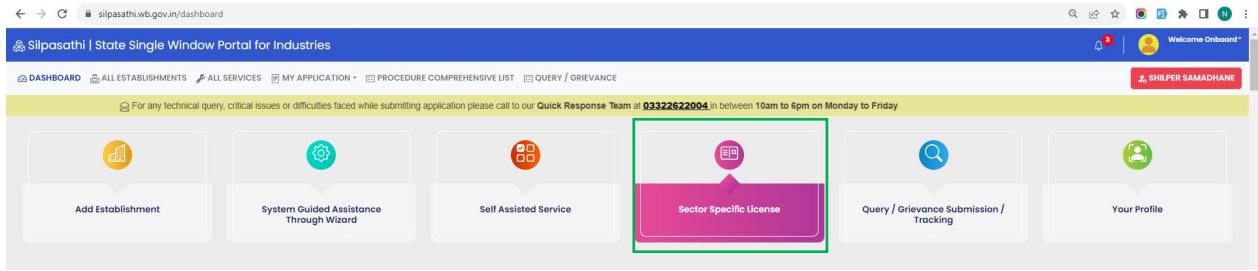 silpasathi.wb.gov.in/dashboard
N
Silpasathi | State Single Window Portal for Industries
3
Welcome Onboard
DASHBOARD ALL ESTABLISHMENTS ALL SERVICES MY APPLICATION PROCEDURE COMPREHENSIVE LIST QUERY / GRIEVANCE
SHILPER SAMADHANE
For any technical query, critical issues or difficulties faced while submitting application please call to our Quick Response Team at 03322622004 in between 10am to 6pm on Monday to Friday
Add Establishment
System Guided Assistance
Through Wizard
Self Assisted Service
Sector Specific License
Query / Grievance Submission /
Tracking
Your Profile